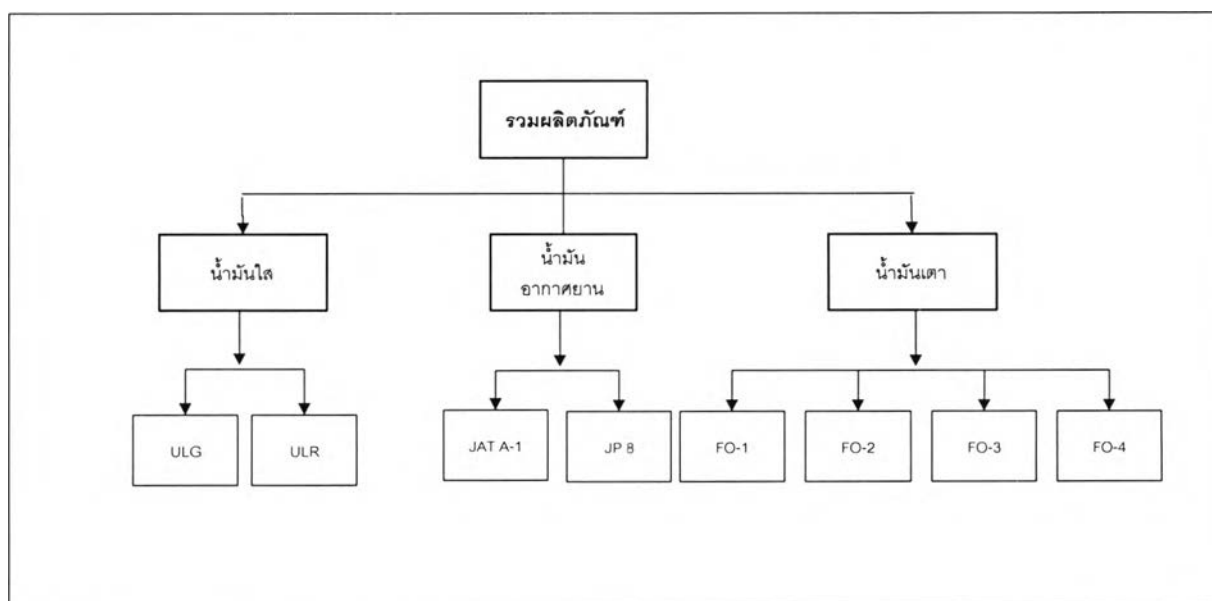 รวมผลิตภัณฑ์
น้ำมันใส
น้ำมัน
อากาศยาน
น้ำมันเตา
ULG
ULR
JAT A-1
JP 8
FO-1
FO-2
FO-3
FO-4